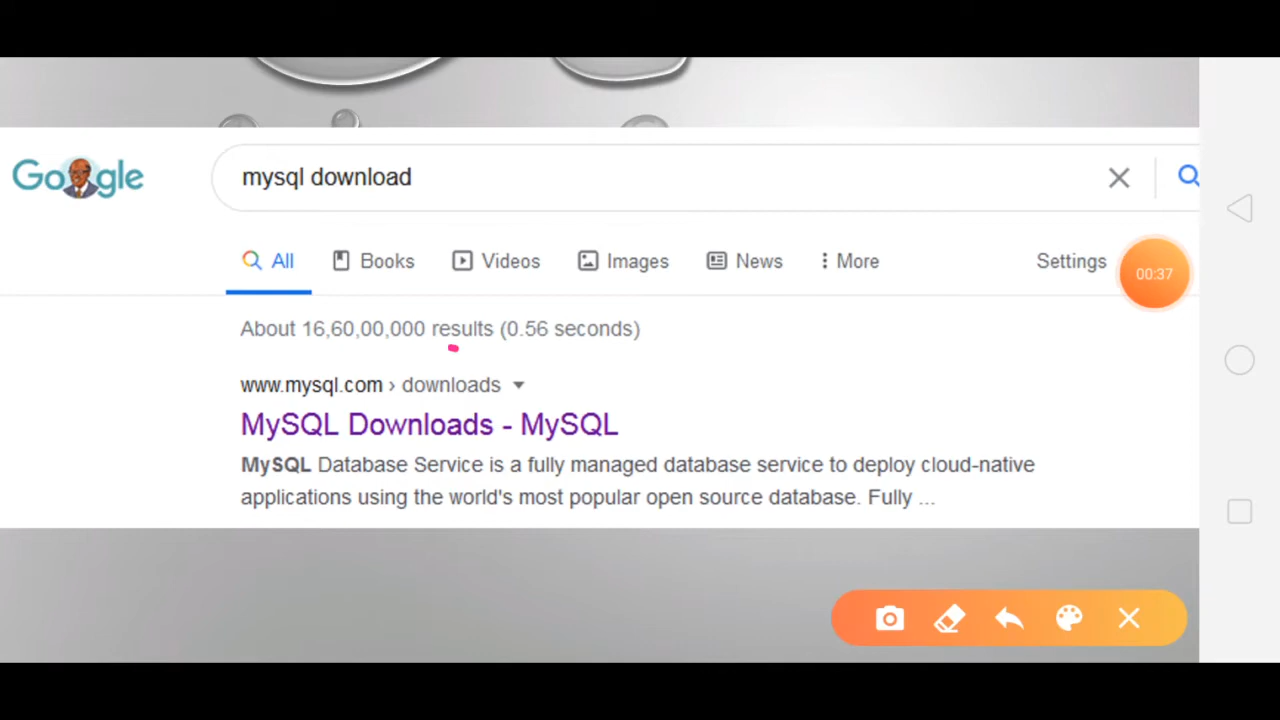 Google
mysql download
All Books Videos Images News More Settings
00:37
About 16,60,00,000 results (0.56 seconds)
www.mysql.com › downloads
MySQL Downloads - MySQL
MySQL Database Service is a fully managed database service to deploy cloud-native
applications using the world's most popular open source database. Fully ...